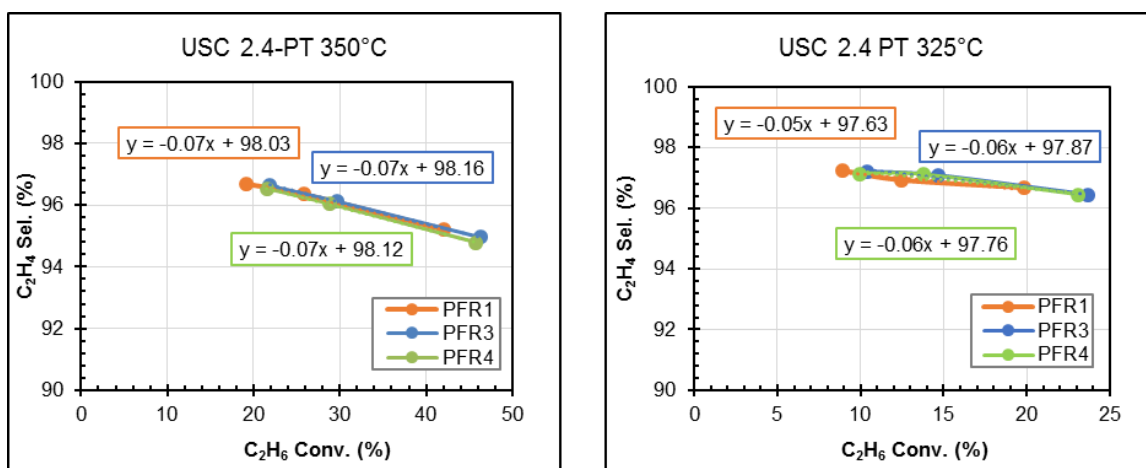 USC 2.4-PT 350°C
100
98
96
94
92
90
C₂H₄ Sel. (%)
y = -0.07x + 98.03
y = -0.07x + 98.16
y = -0.07x + 98.12
PFR1
PFR3
PFR4
0 10 20 30 40 50
C₂H₆ Conv. (%)
USC 2.4 PT 325°C
100
98
96
94
92
90
C₂H₄ Sel. (%)
y = -0.05x + 97.63
y = -0.06x + 97.87
y = -0.06x + 97.76
PFR1
PFR3
PFR4
0 5 10 15 20 25
C₂H₆ Conv. (%)